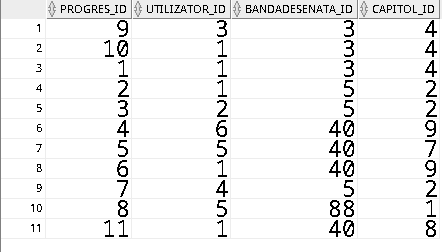 PROGRES_ID UTILIZATOR_ID BANDADESENATA_ID CAPITOL_ID
1 9 3 3 4
2 10 1 3 4
3 1 1 3 4
4 2 1 5 2
5 3 2 5 2
6 4 6 40 9
7 5 5 40 7
8 6 1 40 9
9 7 4 5 2
10 8 5 88 1
11 11 1 40 8